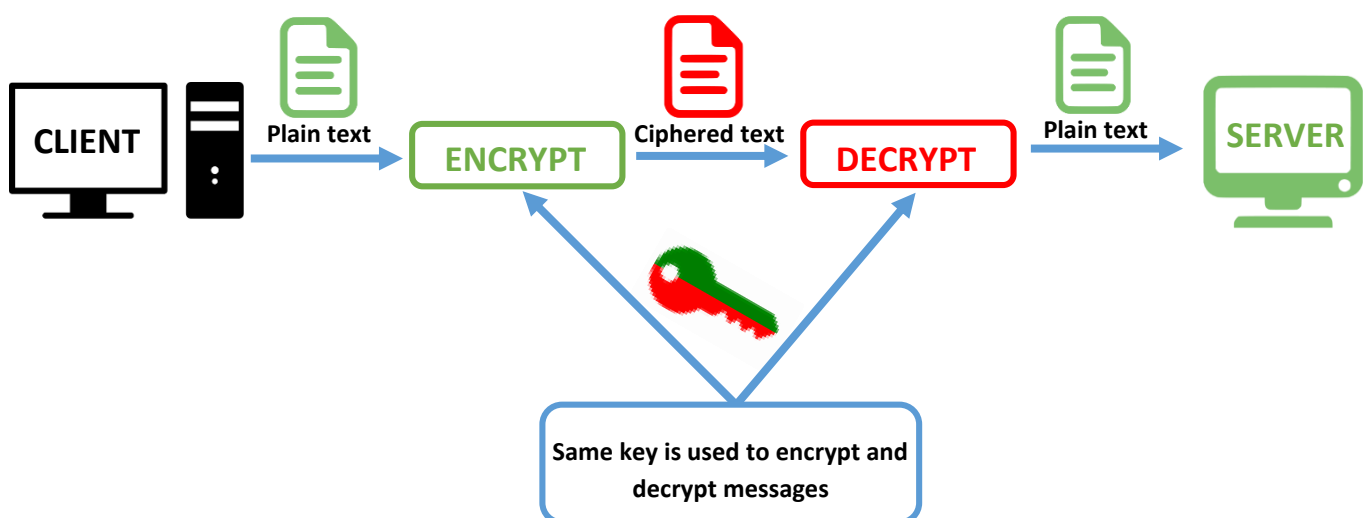 CLIENT
Plain text
ENCRYPT
Ciphered text
DECRYPT
Plain text
SERVER
Same key is used to encrypt and
decrypt messages